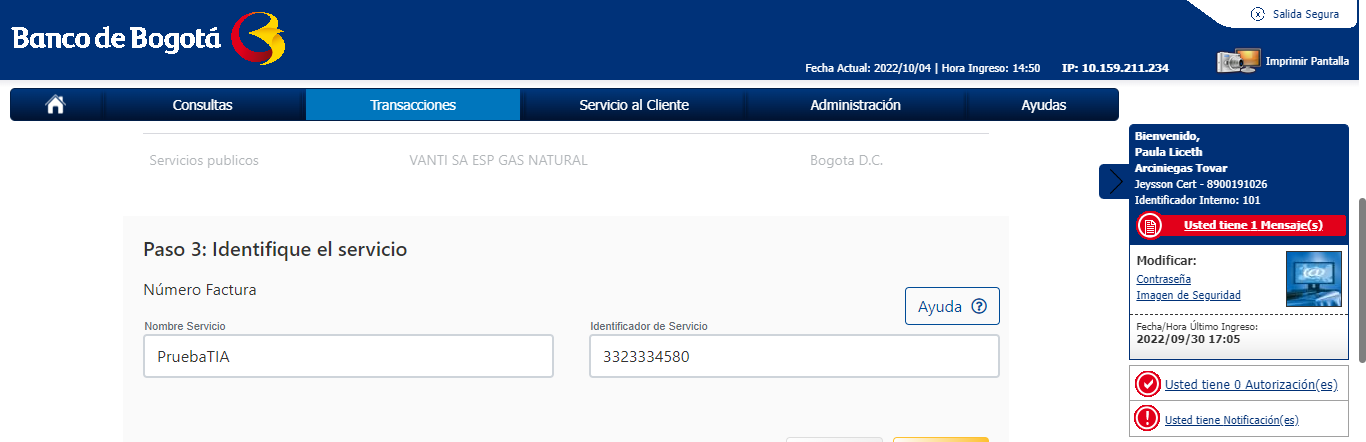 Salida Segura
Banco de Bogotá
Imprimir Pantalla
Fecha Actual: 2022/10/04 | Hora Ingreso: 14:50 IP: 10.159.211.234
Consultas Transacciones Servicio al Cliente Administración Ayudas
Servicios publicos VANTI SA ESP GAS NATURAL Bogota D.C.
Paso 3: Identifique el servicio
Número Factura
Ayuda
Nombre Servicio Identificador de Servicio
PruebaTIA 3323334580
Bienvenido,
Paula Liceth
Arciniegas Tovar
Jeysson Cert - 8900191026
Identificador Interno: 101
Usted tiene 1 Mensaje(s)
Modificar:
Contraseña
Imagen de Seguridad
Fecha/Hora Último Ingreso:
2022/09/30 17:05
Usted tiene 0 Autorización(es)
Usted tiene Notificación(es)